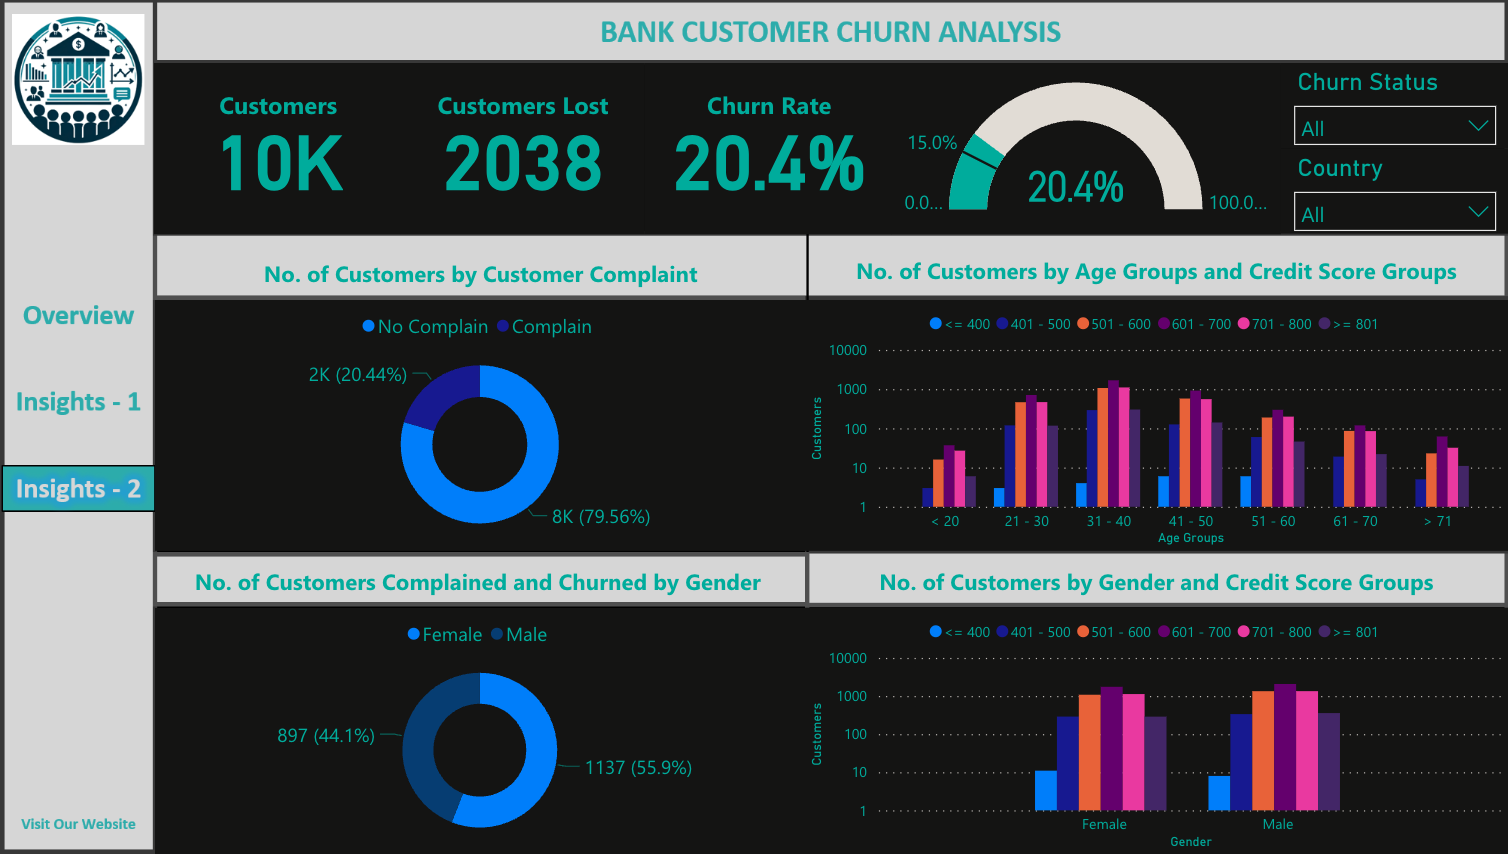 BANK CUSTOMER CHURN ANALYSIS
Customers
10K
Customers Lost
2038
Churn Rate
20.4%
15.0%
0.0...
20.4%
100.0...
Churn Status
All
Country
All
Overview
Insights - 1
Insights - 2
Visit Our Website
No. of Customers by Customer Complaint
No Complain Complain
2K (20.44%)
8K (79.56%)
No. of Customers by Age Groups and Credit Score Groups
<= 400 401 - 500 501 - 600 601 - 700 701 - 800 >= 801
10000
1000
100
10
1
Customers
< 20 21 - 30 31 - 40 41 - 50 51 - 60 61 - 70 > 71
Age Groups
No. of Customers Complained and Churned by Gender
Female Male
897 (44.1%)
1137 (55.9%)
No. of Customers by Gender and Credit Score Groups
<= 400 401 - 500 501 - 600 601 - 700 701 - 800 >= 801
10000
1000
100
10
1
Customers
Female Male
Gender